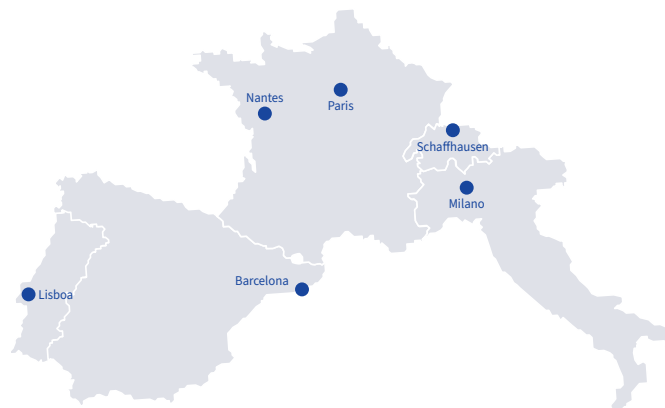 Nantes
Paris
Schaffhausen
Milano
Barcelona
Lisboa